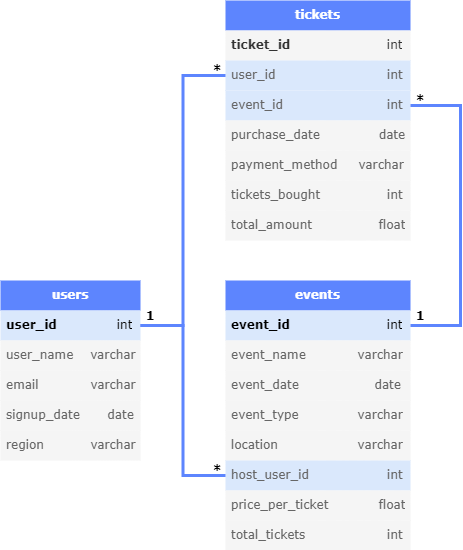 tickets
ticket_id int
* user_id int
event_id int *
purchase_date date
payment_method varchar
tickets_bought int
total_amount float
users
user_id int 1
user_name varchar
email varchar
signup_date date
region varchar
events
event_id int 1
event_name varchar
event_date date
event_type varchar
location varchar
* host_user_id int
price_per_ticket float
total_tickets int